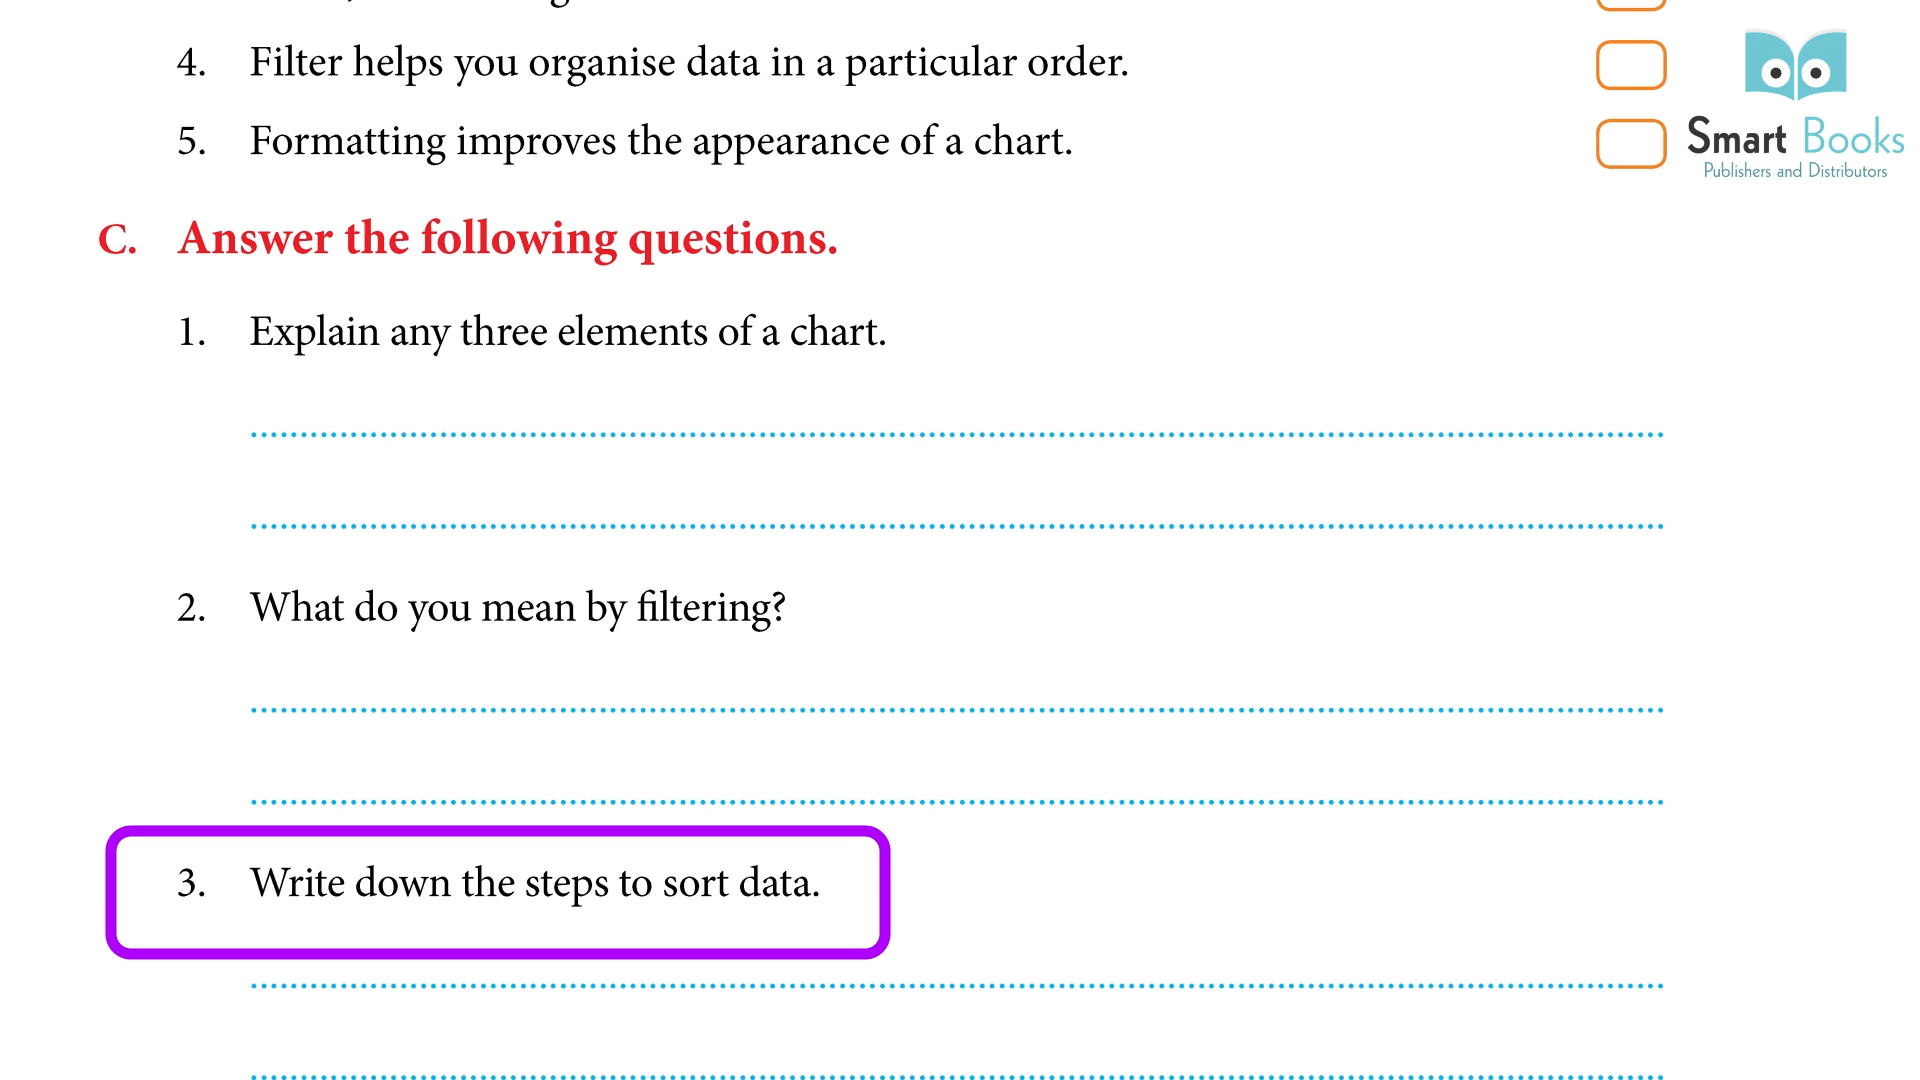 4. Filter helps you organise data in a particular order.
5. Formatting improves the appearance of a chart.
Smart Books
Publishers and Distributors
C. Answer the following questions.
1. Explain any three elements of a chart.
2. What do you mean by filtering?
3. Write down the steps to sort data.